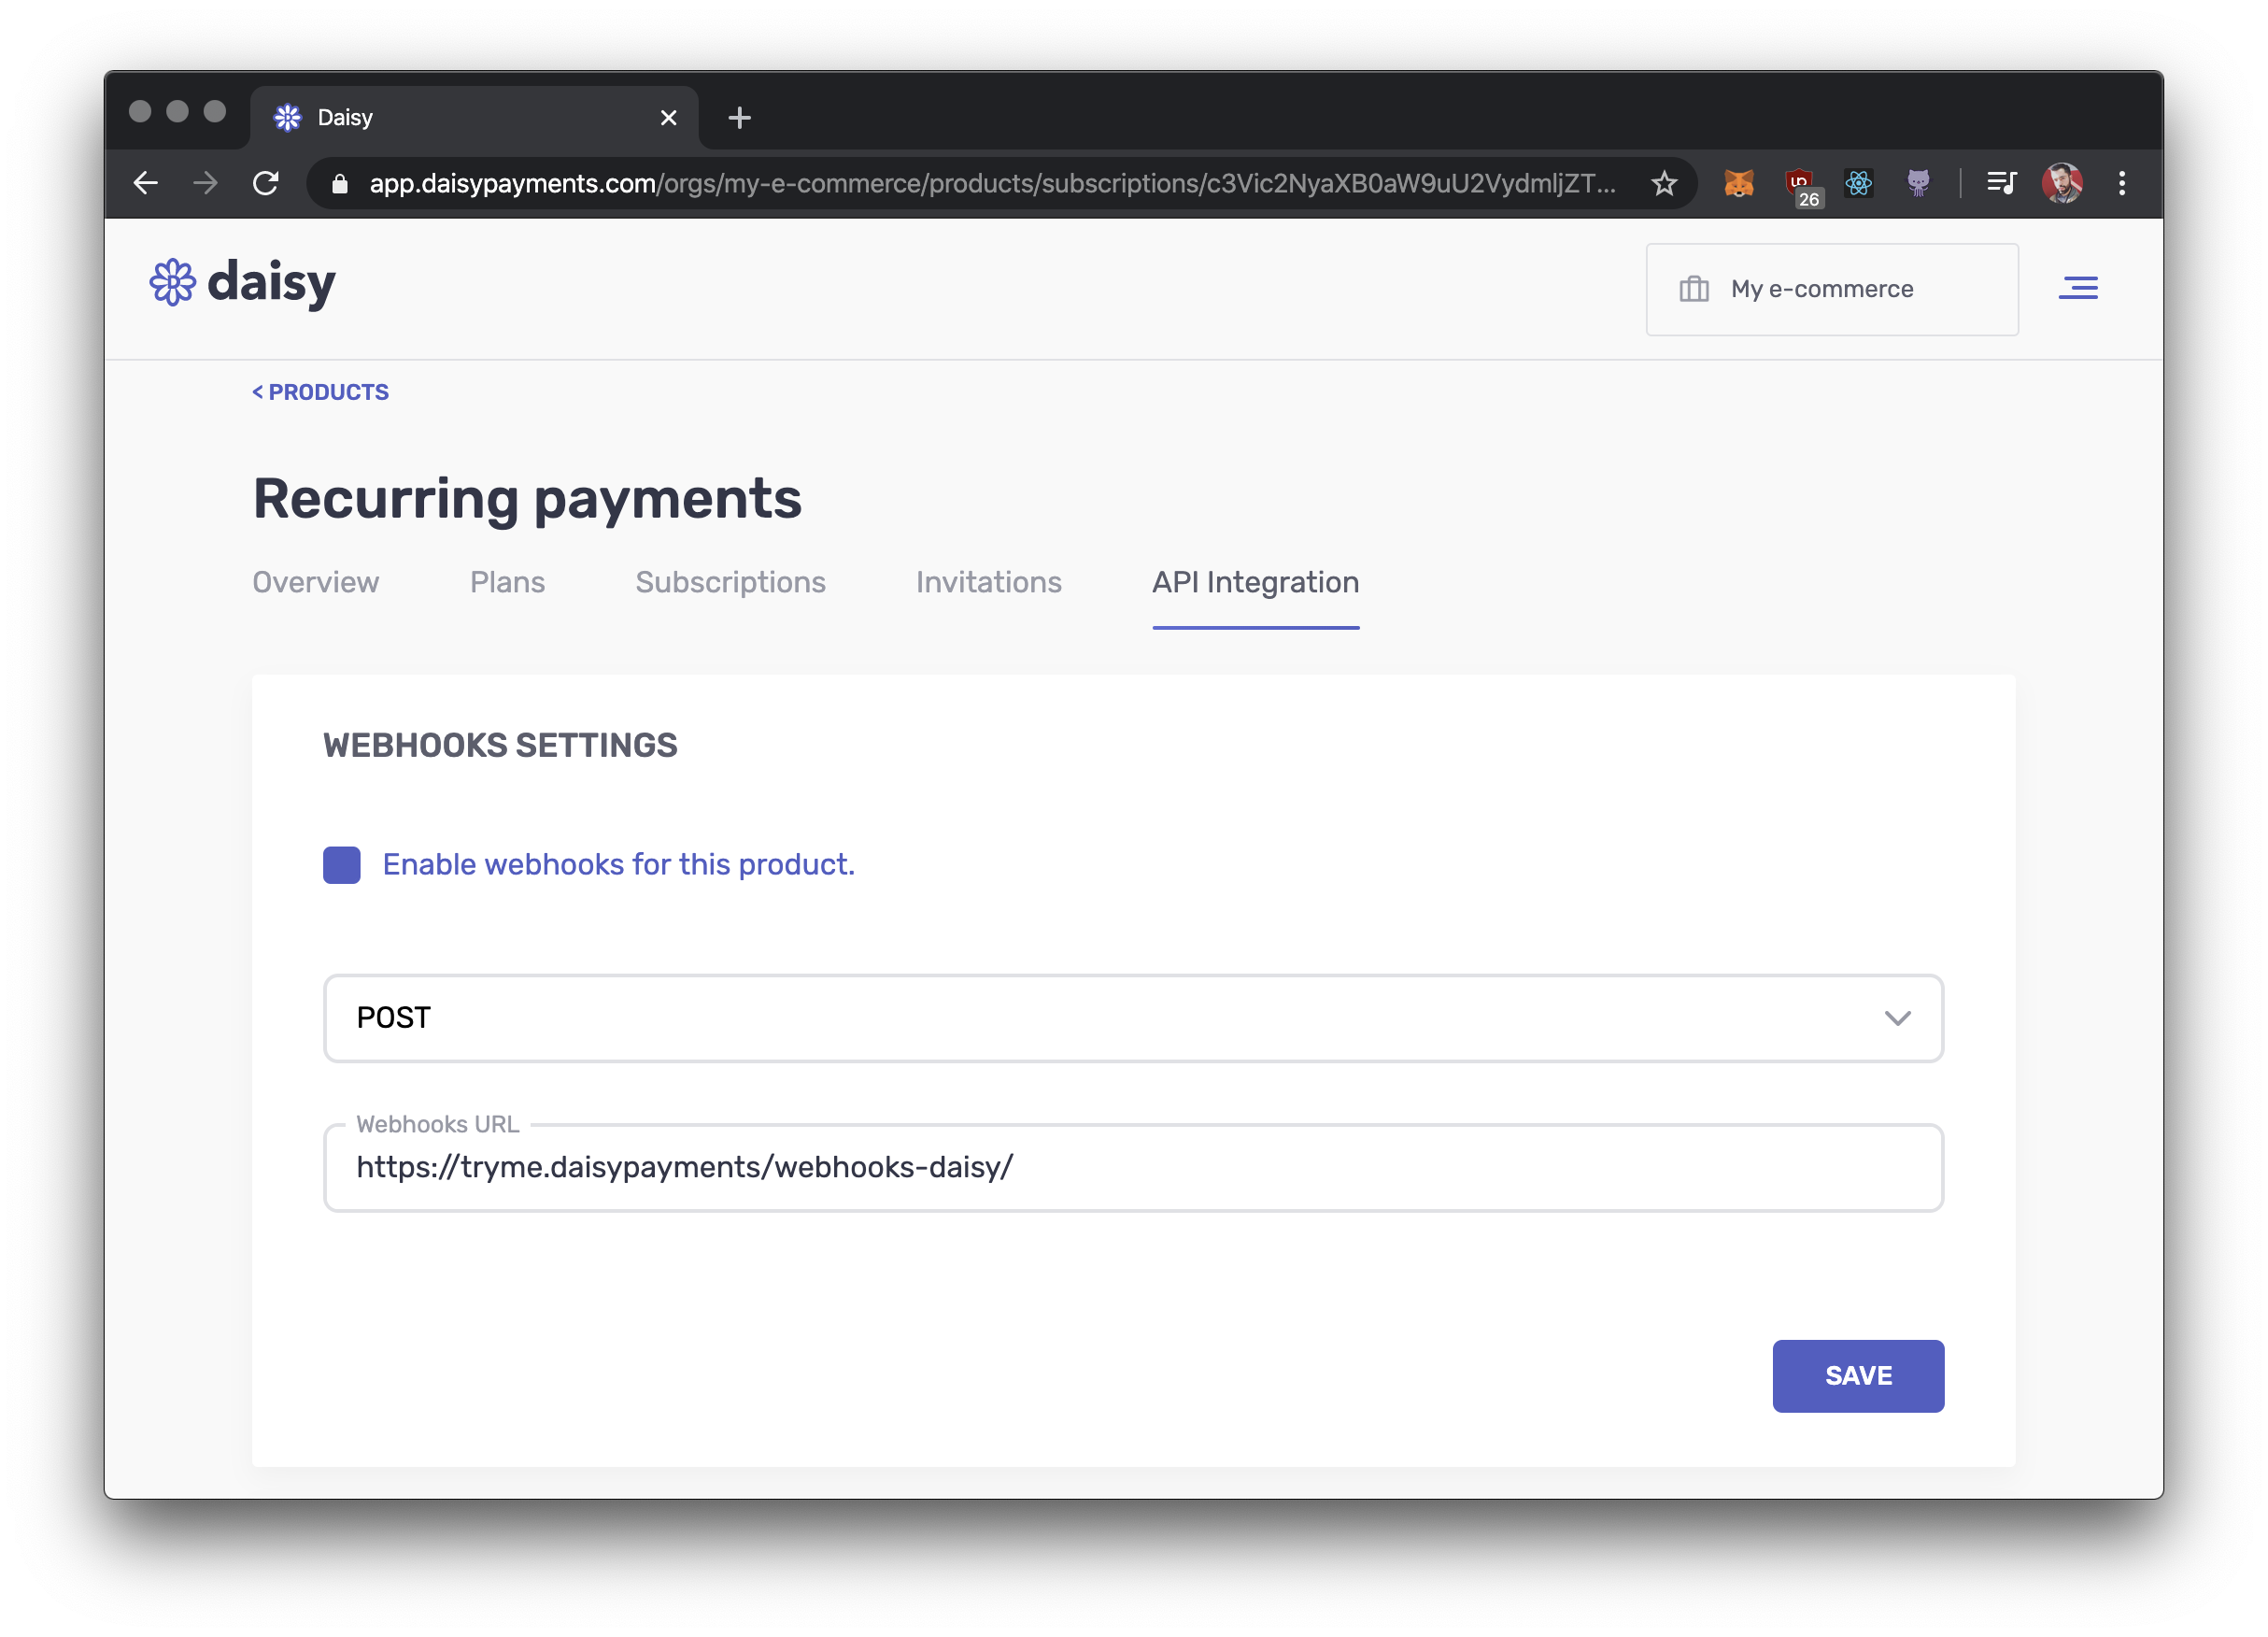 Daisy
app.daisypayments.com/orgs/my-e-commerce/products/subscriptions/c3Vic2NyaXB0aW9uU2VydmljZT...
26
daisy
My e-commerce
< PRODUCTS
Recurring payments
Overview Plans Subscriptions Invitations API Integration
WEBHOOKS SETTINGS
Enable webhooks for this product.
POST
Webhooks URL
https://tryme.daisypayments/webhooks-daisy/
SAVE